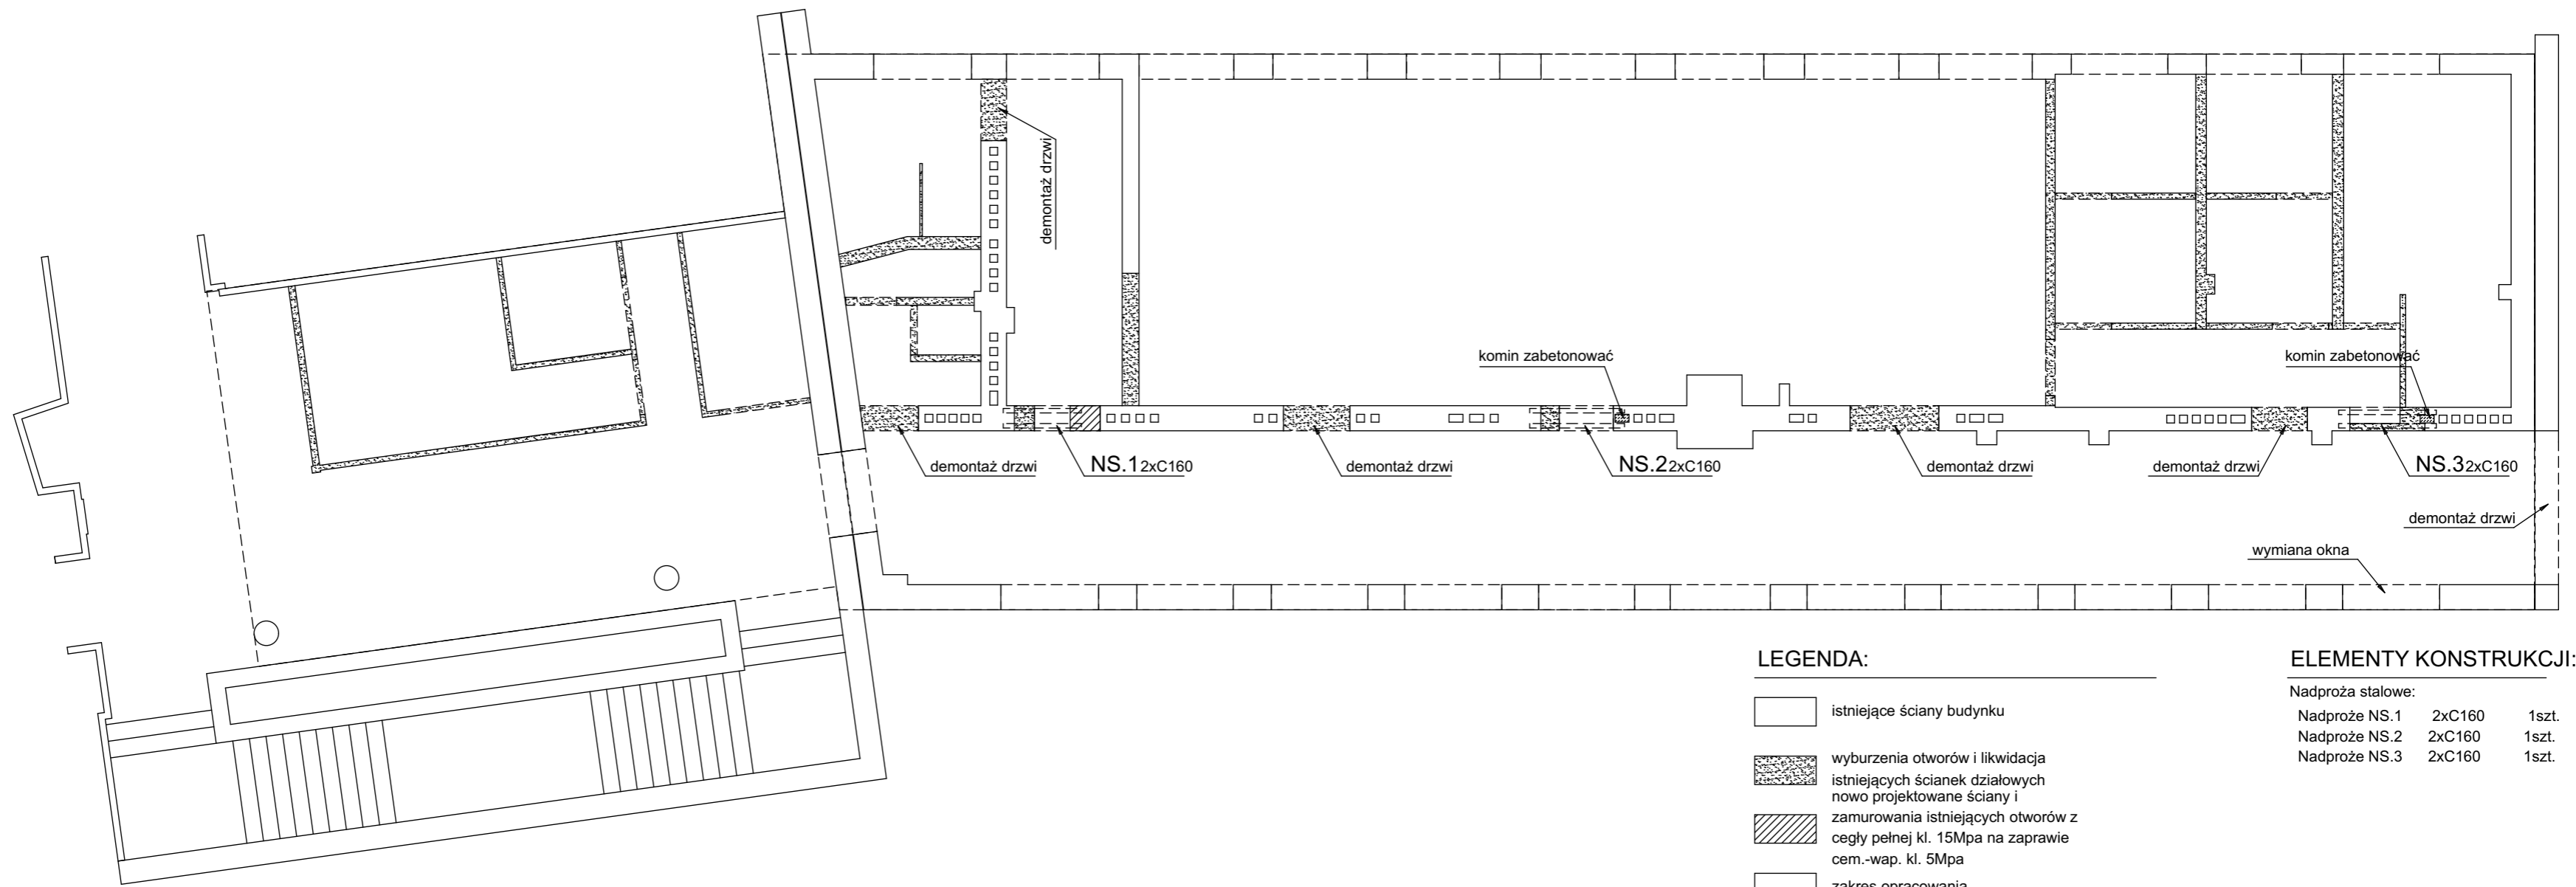 demontaż drzwi
komin zabetonować
komin zabetonować
demontaż drzwi
NS.1 2xC160
demontaż drzwi
NS.2 2xC160
demontaż drzwi
demontaż drzwi
NS.3 2xC160
demontaż drzwi
wymiana okna
LEGENDA:
istniejące ściany budynku
wyburzenia otworów i likwidacja
istniejących ścianek działowych
nowo projektowane ściany i
zamurowania istniejących otworów z
cegły pełnej kl. 15Mpa na zaprawie
cem.-wap. kl. 5Mpa
zakres opracowania
ELEMENTY KONSTRUKCJI:
Nadproża stalowe:
Nadproże NS.1 2xC160 1szt.
Nadproże NS.2 2xC160 1szt.
Nadproże NS.3 2xC160 1szt.